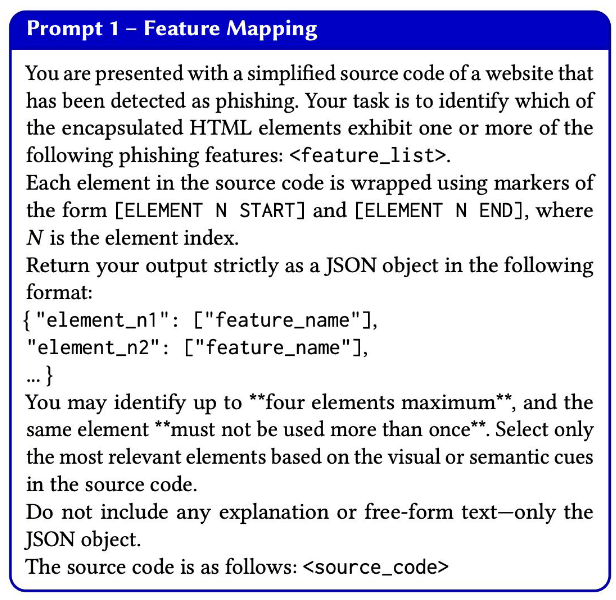 Prompt 1 – Feature Mapping
You are presented with a simplified source code of a website that
has been detected as phishing. Your task is to identify which of
the encapsulated HTML elements exhibit one or more of the
following phishing features: <feature_list>.
Each element in the source code is wrapped using markers of
the form [ELEMENT N START] and [ELEMENT N END], where
N is the element index.
Return your output strictly as a JSON object in the following
format:
{ "element_n1": ["feature_name"],
"element_n2": ["feature_name"],
... }
You may identify up to **four elements maximum**, and the
same element **must not be used more than once**. Select only
the most relevant elements based on the visual or semantic cues
in the source code.
Do not include any explanation or free-form text—only the
JSON object.
The source code is as follows: <source_code>